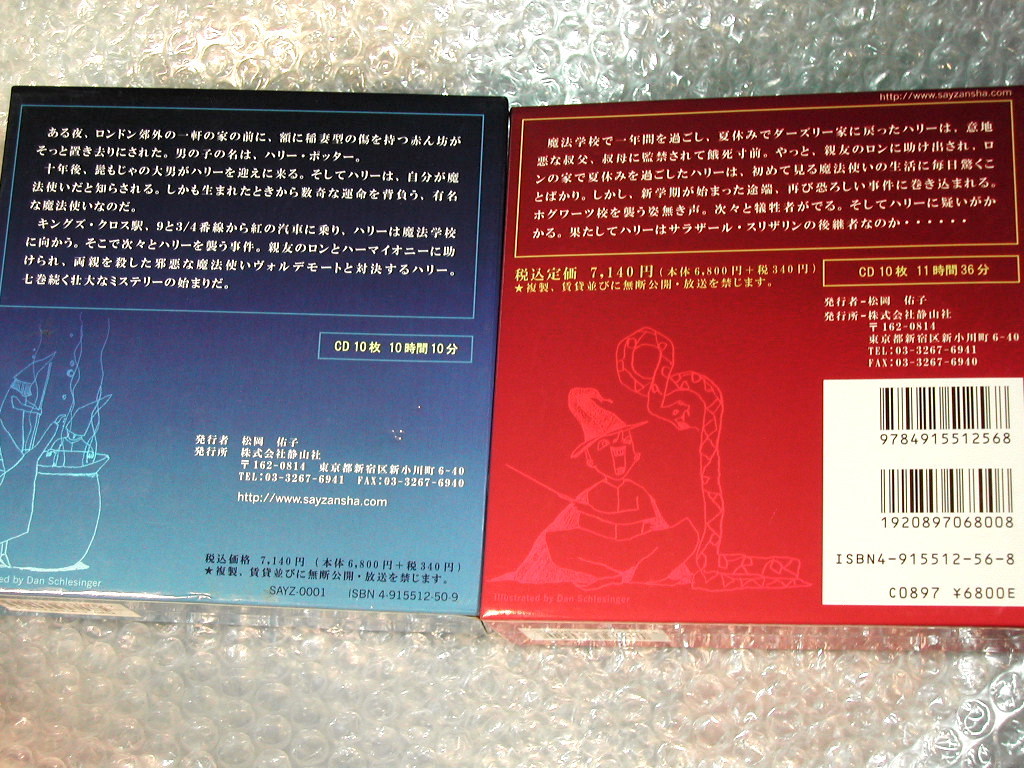 ある夜、ロンドン郊外の一軒の家の前に、額に稲妻型の傷を持つ赤ん坊が
そっと置き去りにされた。男の子の名は、ハリー・ポッター。
十年後、髭もじゃの大男がハリーを迎えに来る。そしてハリーは、自分が魔
法使いだと知らされる。しかも生まれたときから数奇な運命を背負う、有名
な魔法使いなのだ。
キングズ・クロス駅、9と3/4番線から紅の汽車に乗り、ハリーは魔法学校
に向かう。そこで次々とハリーを襲う事件。親友のロンとハーマイオニーに助
けられ、両親を殺した邪悪な魔法使いヴォルデモートと対決するハリー。
七巻続く壮大なミステリーの始まりだ。
CD 10枚 10時間10分
発行者 松岡 佑子
発行所 株式会社静山社
〒162-0814 東京都新宿区新小川町 6-40
TEL:03-3267-6941 FAX:03-3267-6940
http://www.sayzansha.com
税込価格 7,140円 (本体6,800円+税340円)
★複製、賃貸並びに無断公開・放送を禁じます。
ed by Dan Schlesinger
SAYZ-0001 ISBN 4-915512-50-9
http://www.sayzansha.com
魔法学校で一年間を過ごし、夏休みでダーズリー家に戻ったハリーは、意地
悪な叔父、叔母に監禁されて餓死寸前。やっと、親友のロンに助け出され、ロ
ンの家で夏休みを過ごしたハリーは、初めて見る魔法使いの生活に毎日驚くこ
とばかり。しかし、新学期が始まった途端、再び恐ろしい事件に巻き込まれる。
ホグワーツ校を襲う姿無き声。次々と犠牲者がでる。そしてハリーに疑いがか
かる。果たしてハリーはサラザール・スリザリンの後継者なのか・・・・・・
税込定価 7,140円 (本体6,800円+税340円)
★複製、賃貸並びに無断公開・放送を禁じます。
CD 10枚 11時間36分
発行者-松岡 佑子
発行所-株式会社静山社
〒162-0814
東京都新宿区新小川町 6-40
TEL:03-3267-6941
FAX:03-3267-6940
9784915512568
1920897068008
ISBN4-915512-56-8
C0897 ¥6800E
Illustrated by Dan Schlesinger